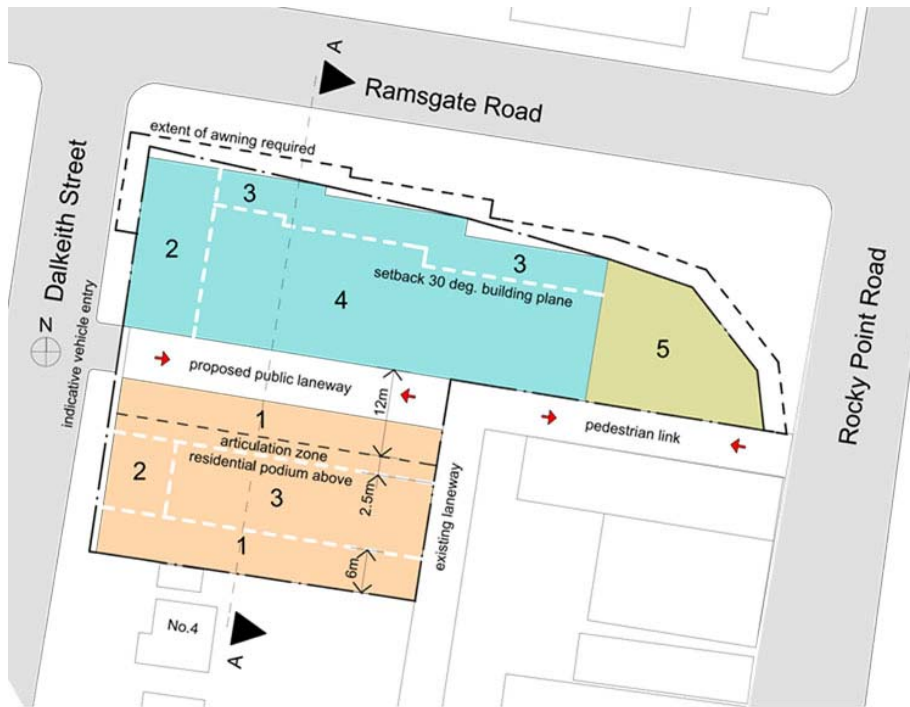 A
Ramsgate Road
extent of awning required
3
2
3
setback 30 deg. building plane
4
5
Dalkeith Street
N
indicative vehicle entry
Rocky Point Road
proposed public laneway
12m
pedestrian link
1
articulation zone
residential podium above
2
3
2.5m
existing laneway
1
6m
No.4
A